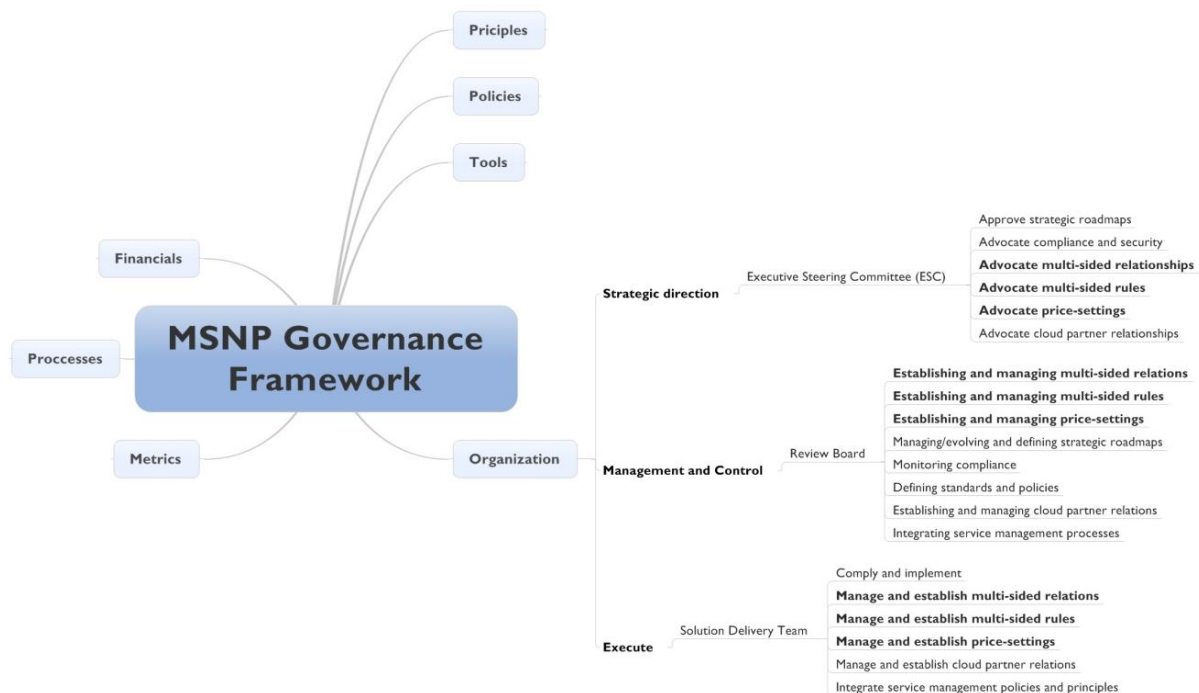 Priciples
Policies
Tools
Financials
MSNP Governance
Framework
Proccesses
Metrics
Organization
Strategic direction
Executive Steering Committee (ESC)
Approve strategic roadmaps
Advocate compliance and security
Advocate multi-sided relationships
Advocate multi-sided rules
Advocate price-settings
Advocate cloud partner relationships
Management and Control
Review Board
Establishing and managing multi-sided relations
Establishing and managing multi-sided rules
Establishing and managing price-settings
Managing/evolving and defining strategic roadmaps
Monitoring compliance
Defining standards and policies
Establishing and managing cloud partner relations
Integrating service management processes
Execute
Solution Delivery Team
Comply and implement
Manage and establish multi-sided relations
Manage and establish multi-sided rules
Manage and establish price-settings
Manage and establish cloud partner relations
Integrate service management policies and principles